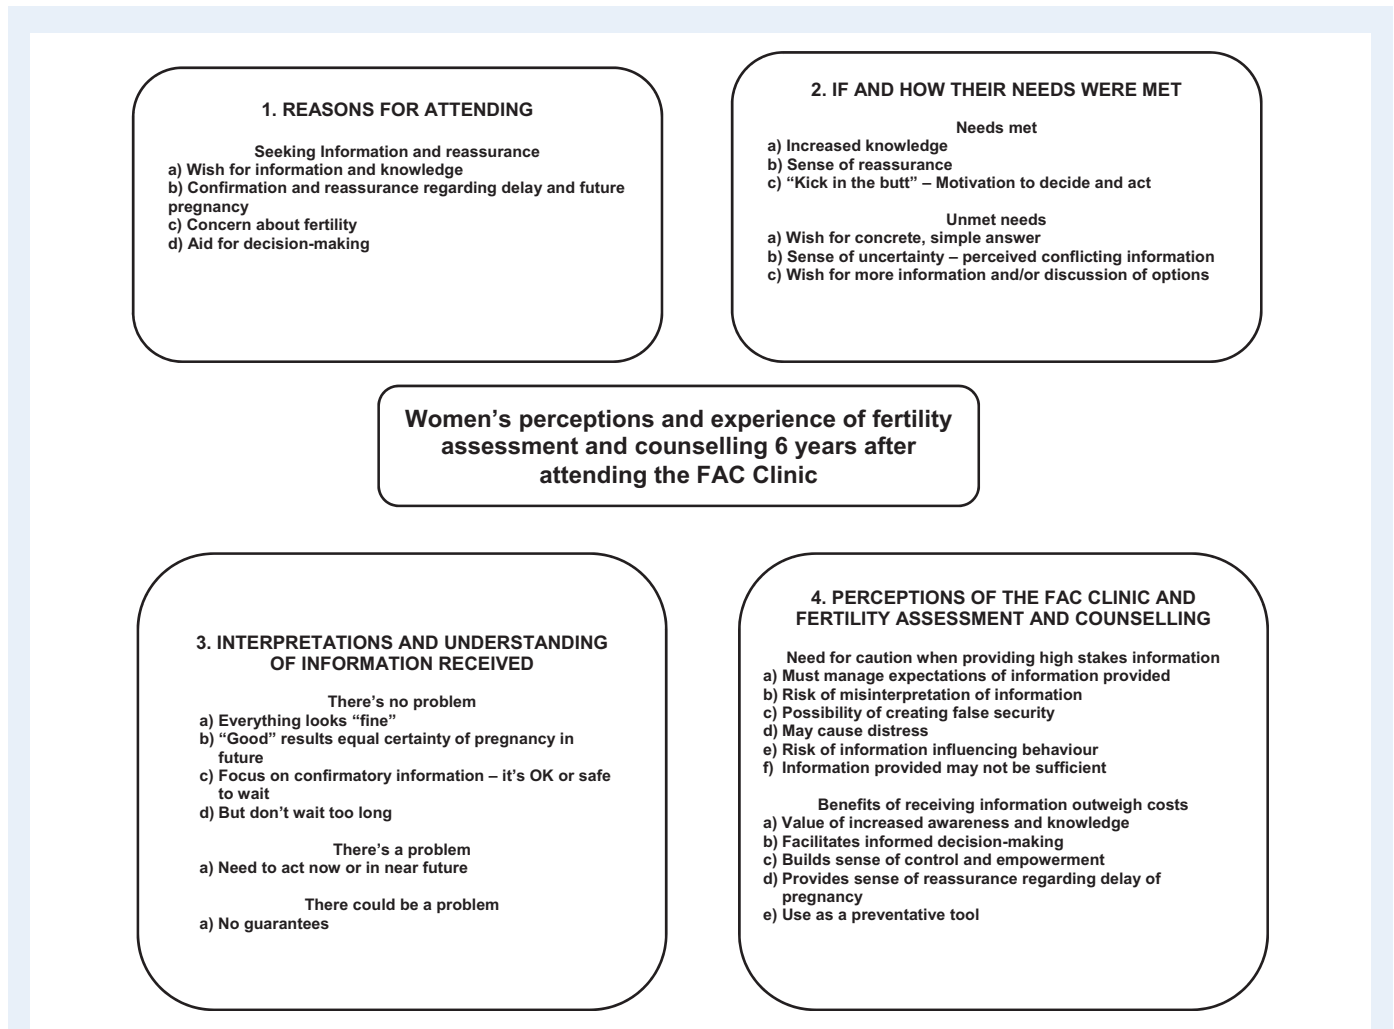 1. REASONS FOR ATTENDING
Seeking Information and reassurance
a) Wish for information and knowledge
b) Confirmation and reassurance regarding delay and future
pregnancy
c) Concern about fertility
d) Aid for decision-making
2. IF AND HOW THEIR NEEDS WERE MET
Needs met
a) Increased knowledge
b) Sense of reassurance
c) “Kick in the butt” – Motivation to decide and act
Unmet needs
a) Wish for concrete, simple answer
b) Sense of uncertainty – perceived conflicting information
c) Wish for more information and/or discussion of options
Women’s perceptions and experience of fertility
assessment and counselling 6 years after
attending the FAC Clinic
3. INTERPRETATIONS AND UNDERSTANDING
OF INFORMATION RECEIVED
There’s no problem
a) Everything looks “fine”
b) “Good” results equal certainty of pregnancy in
future
c) Focus on confirmatory information – it’s OK or safe
to wait
d) But don’t wait too long
There’s a problem
a) Need to act now or in near future
There could be a problem
a) No guarantees
4. PERCEPTIONS OF THE FAC CLINIC AND
FERTILITY ASSESSMENT AND COUNSELLING
Need for caution when providing high stakes information
a) Must manage expectations of information provided
b) Risk of misinterpretation of information
c) Possibility of creating false security
d) May cause distress
e) Risk of information influencing behaviour
f) Information provided may not be sufficient
Benefits of receiving information outweigh costs
a) Value of increased awareness and knowledge
b) Facilitates informed decision-making
c) Builds sense of control and empowerment
d) Provides sense of reassurance regarding delay of
pregnancy
e) Use as a preventative tool